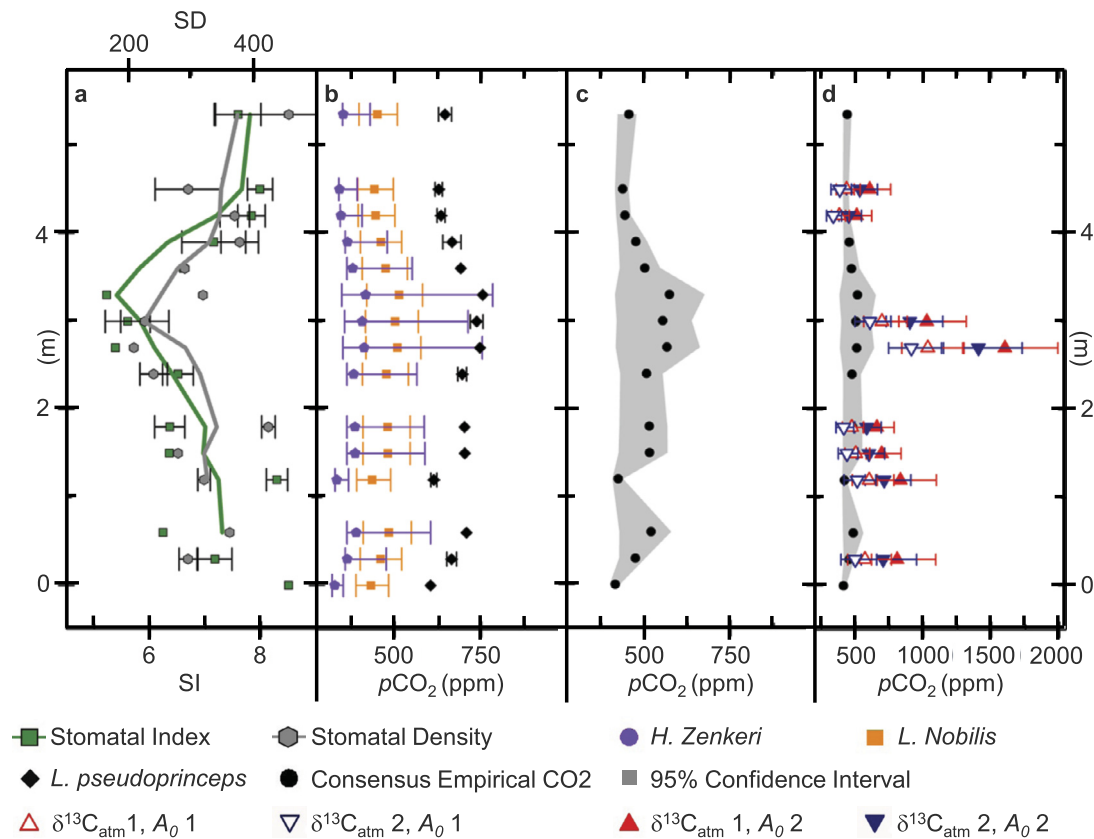 SD
200 400
a b c d
4 4
(m) (m)
2 2
0 0
6 8 500 750 500 750 500 1000 1500 2000
SI pCO₂ (ppm) pCO₂ (ppm) pCO₂ (ppm)
Stomatal Index Stomatal Density H. Zenkeri L. Nobilis
L. pseudoprinceps Consensus Empirical CO2 95% Confidence Interval
δ¹³Cₐₜₘ1, A₀ 1 δ¹³Cₐₜₘ 2, A₀ 1 δ¹³Cₐₜₘ 1, A₀ 2 δ¹³Cₐₜₘ 2, A₀ 2